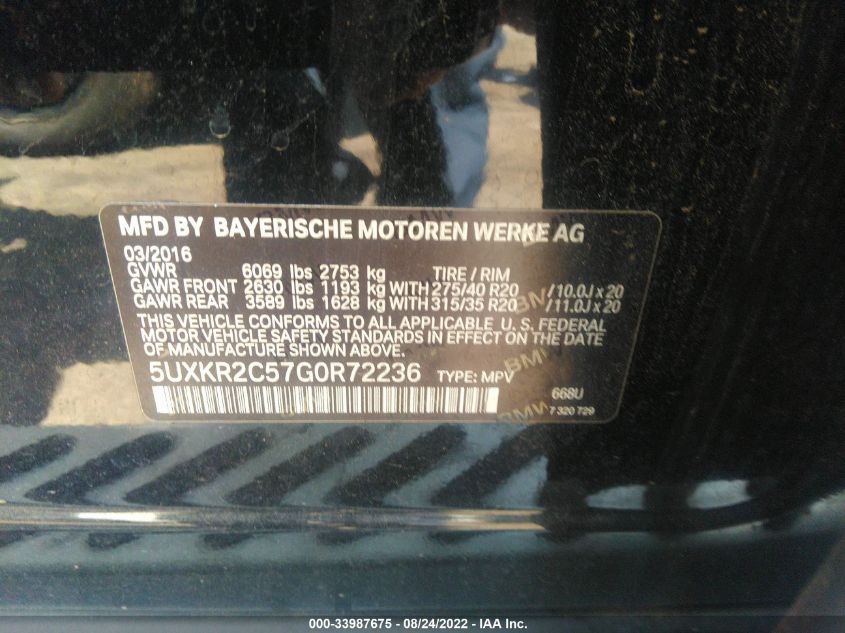 MFD BY BAYERISCHE MOTOREN WERKE AG
03/2016
GVWR 6069 lbs 2753 kg TIRE / RIM
GAWR FRONT 2630 lbs 1193 kg WITH 275/40 R20 / 10.0J x 20
GAWR REAR 3589 lbs 1628 kg WITH 315/35 R20 / 11.0J x 20
THIS VEHICLE CONFORMS TO ALL APPLICABLE U. S. FEDERAL
MOTOR VEHICLE SAFETY STANDARDS IN EFFECT ON THE DATE
OF MANUFACTURE SHOWN ABOVE.
5UXKR2C57G0R72236 TYPE: MPV
668U
7 320 729
000-33987675 - 08/24/2022 - IAA Inc.